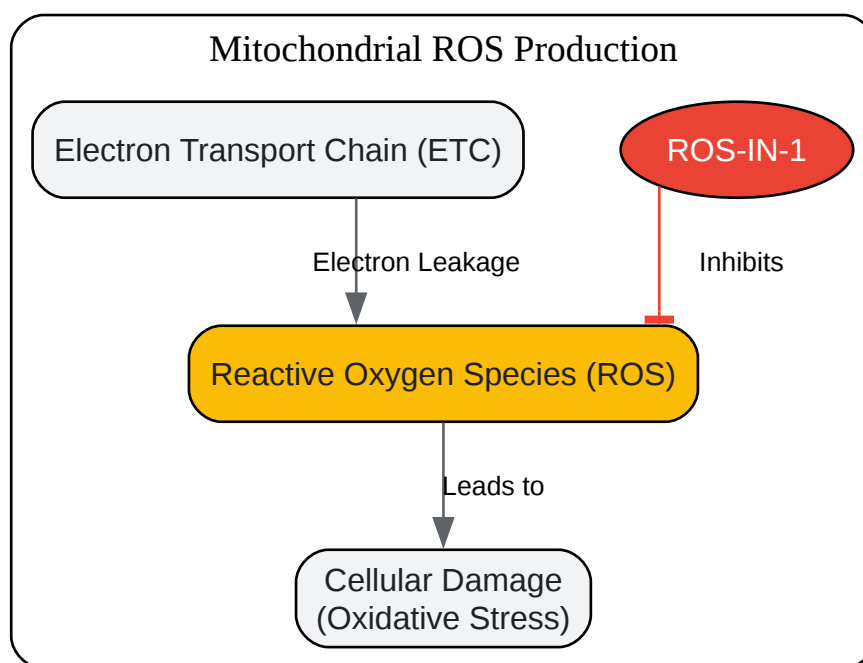 Mitochondrial ROS Production
Electron Transport Chain (ETC)
ROS-IN-1
Electron Leakage
Inhibits
Reactive Oxygen Species (ROS)
Leads to
Cellular Damage
(Oxidative Stress)